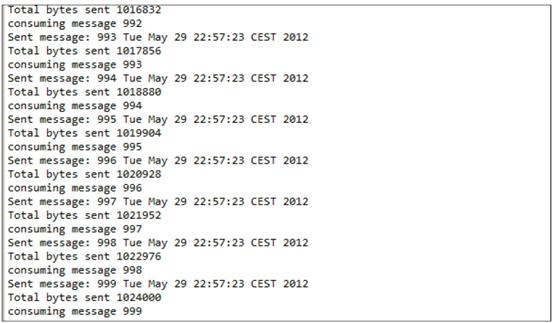 Total bytes sent 1016832
consuming message 992
Sent message: 993 Tue May 29 22:57:23 CEST 2012
Total bytes sent 1017856
consuming message 993
Sent message: 994 Tue May 29 22:57:23 CEST 2012
Total bytes sent 1018880
consuming message 994
Sent message: 995 Tue May 29 22:57:23 CEST 2012
Total bytes sent 1019904
consuming message 995
Sent message: 996 Tue May 29 22:57:23 CEST 2012
Total bytes sent 1020928
consuming message 996
Sent message: 997 Tue May 29 22:57:23 CEST 2012
Total bytes sent 1021952
consuming message 997
Sent message: 998 Tue May 29 22:57:23 CEST 2012
Total bytes sent 1022976
consuming message 998
Sent message: 999 Tue May 29 22:57:23 CEST 2012
Total bytes sent 1024000
consuming message 999